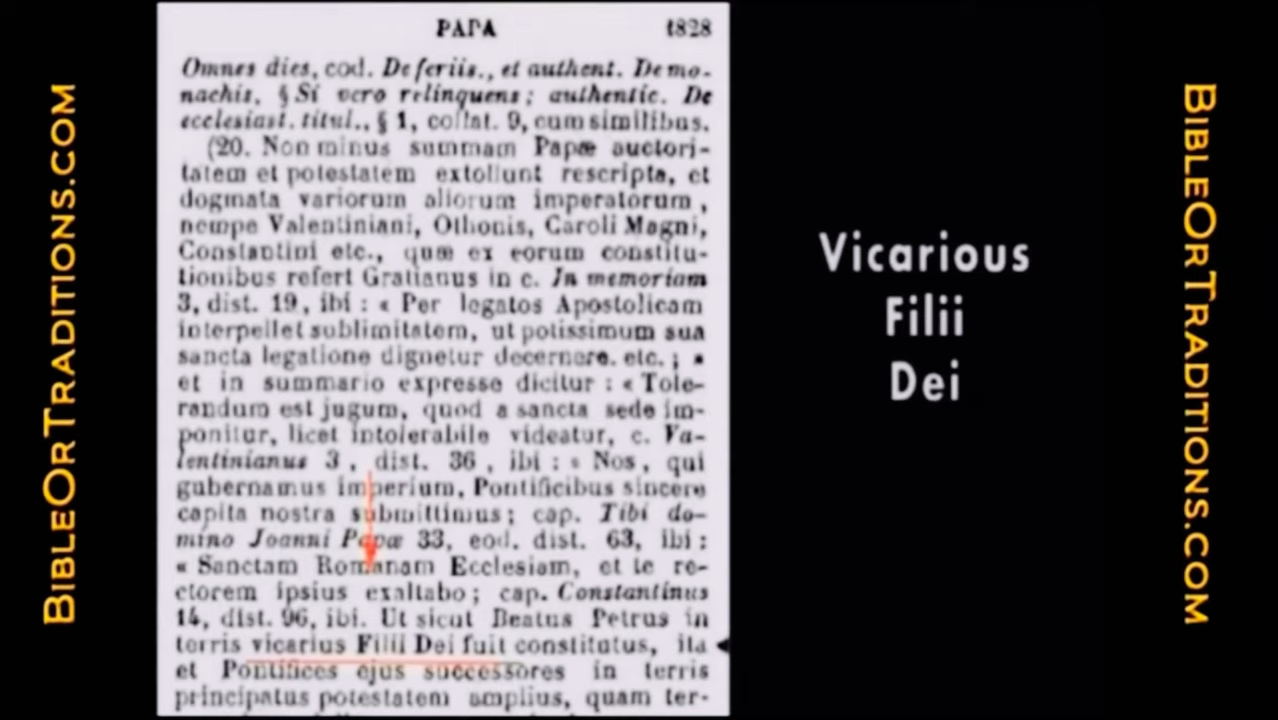 BIBLEORTRADITIONS.COM
PAPA 1828
Omnes dies, cod. De feriis., et authent. De mo-
nachis, § Si vero relinquens; authentic. De
ecclesiast. titul., § 1, collat. 9, cum similibus.
(20. Non minus summam Papæ auctori-
tatem et potestatem extollunt rescripta, et
dogmata variorum aliorum imperatorum,
nempe Valentiniani, Othonis, Caroli Magni,
Constantini etc., quæ ex eorum constitu-
tionibus refert Gratianus in c. In memoriam
3, dist. 19, ibi : « Per legatos Apostolicam
interpellet sublimitatem, ut potissimum sua
sancta legatione dignetur decernere. etc. ; »
et in summario expresse dicitur : « Tole-
randum est jugum, quod a sancta sede im-
ponitur, licet intolerabile videatur, c. Va-
lentinianus 3, dist. 36, ibi : « Nos, qui
gubernamus imperium, Pontificibus sincere
capita nostra submittimus; cap. Tibi do-
mino Joanni Papæ 33, eod. dist. 63, ibi :
« Sanctam Romanam Ecclesiam, et te re-
ctorem ipsius exaltabo; cap. Constantinus
14, dist. 96, ibi. Ut sicut Beatus Petrus in
terris vicarius Filii Dei fuit constitutus, ita
et Pontifices ejus successores in terris
principatus potestatem amplius, quam ter-
Vicarious
Filii
Dei
BIBLEORTRADITIONS.COM